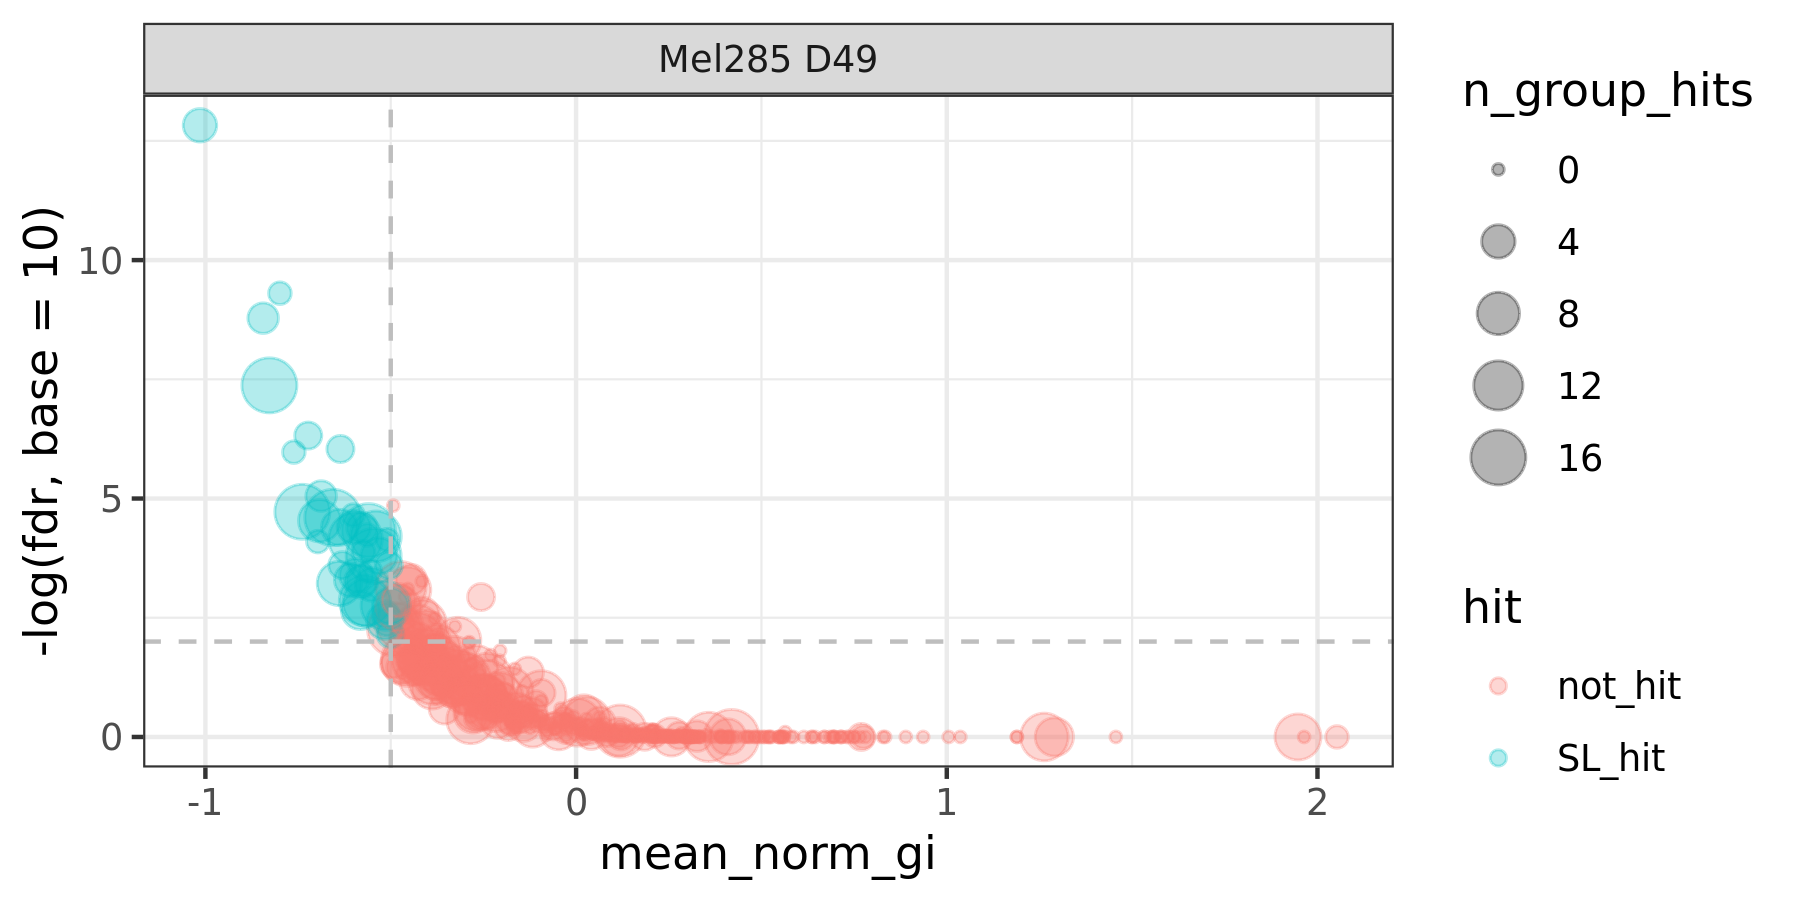 Mel285 D49
-log(fdr, base = 10)
10
5
0
-1
0
1
2
mean_norm_gi
n_group_hits
0
4
8
12
16
hit
not_hit
SL_hit